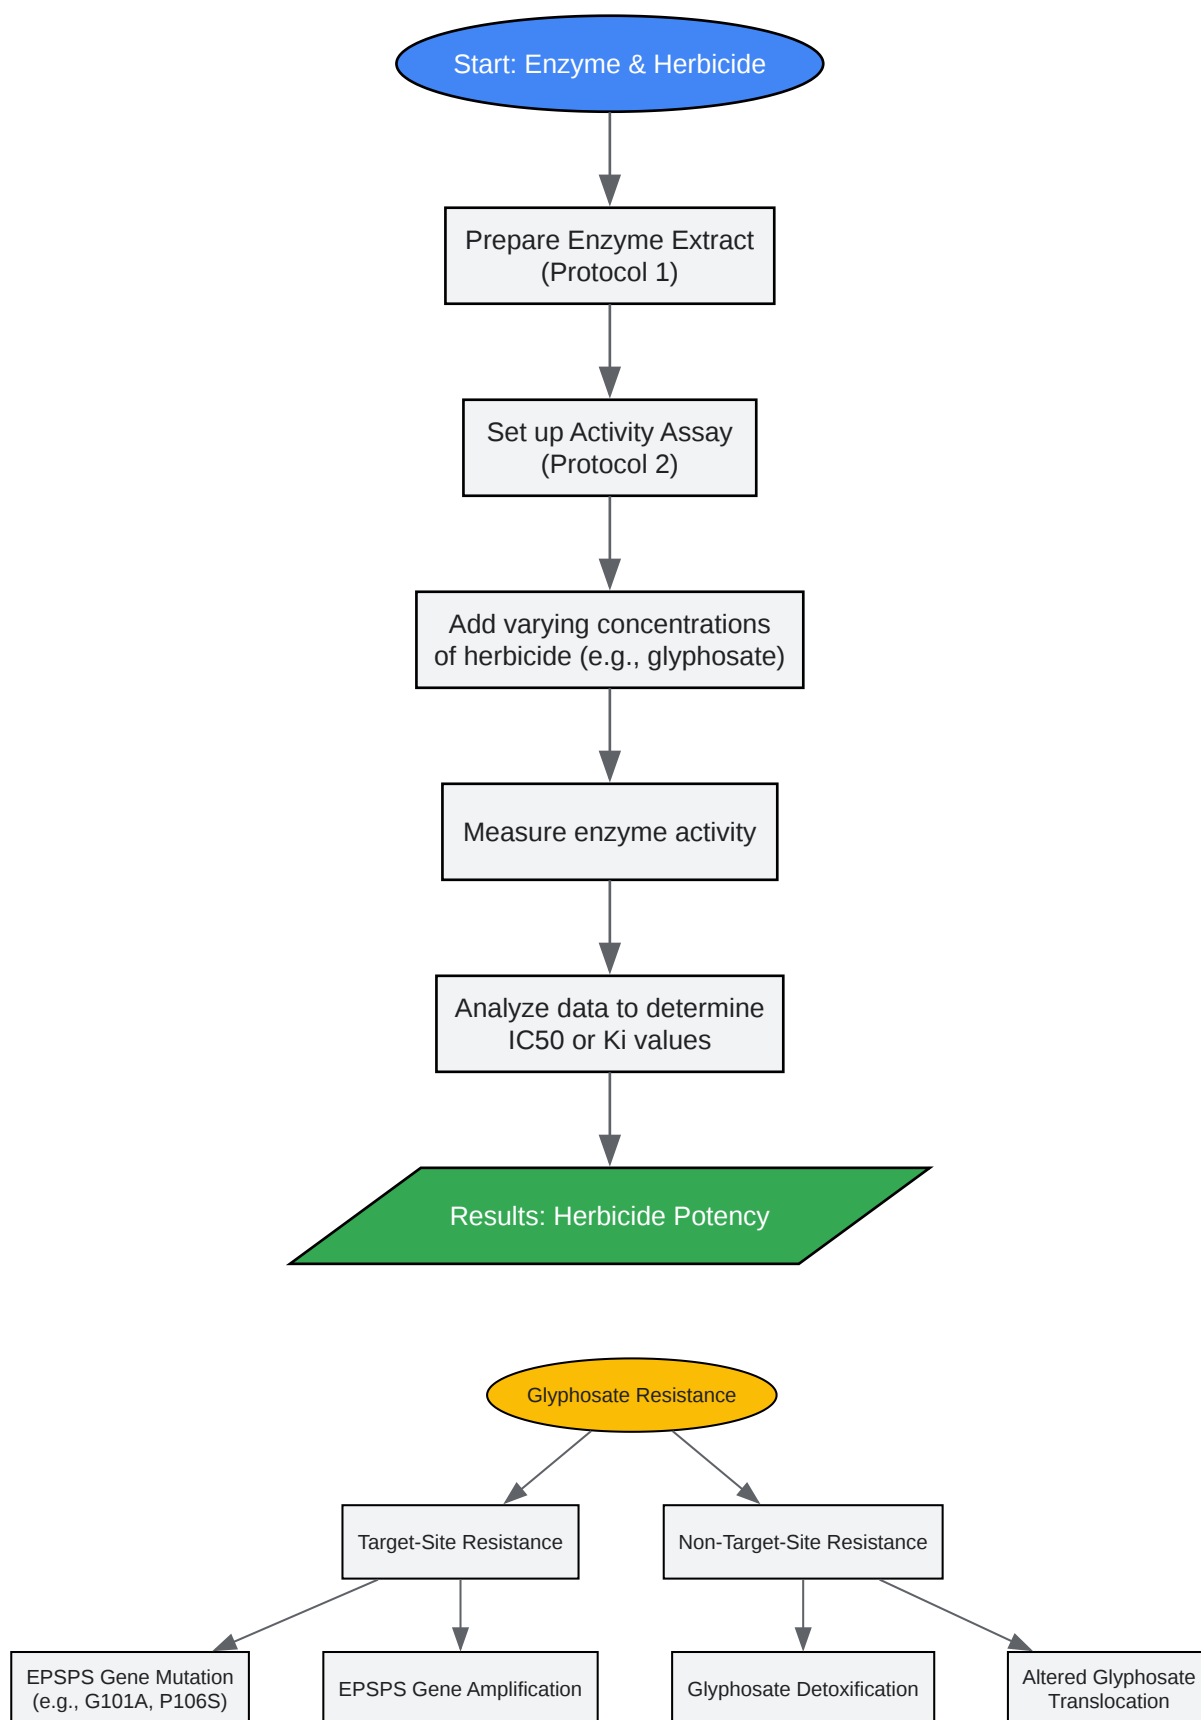 Start: Enzyme & Herbicide
Prepare Enzyme Extract
(Protocol 1)
Set up Activity Assay
(Protocol 2)
Add varying concentrations
of herbicide (e.g., glyphosate)
Measure enzyme activity
Analyze data to determine
IC50 or Ki values
Results: Herbicide Potency
Glyphosate Resistance
Target-Site Resistance
Non-Target-Site Resistance
EPSPS Gene Mutation
(e.g., G101A, P106S)
EPSPS Gene Amplification
Glyphosate Detoxification
Altered Glyphosate
Translocation